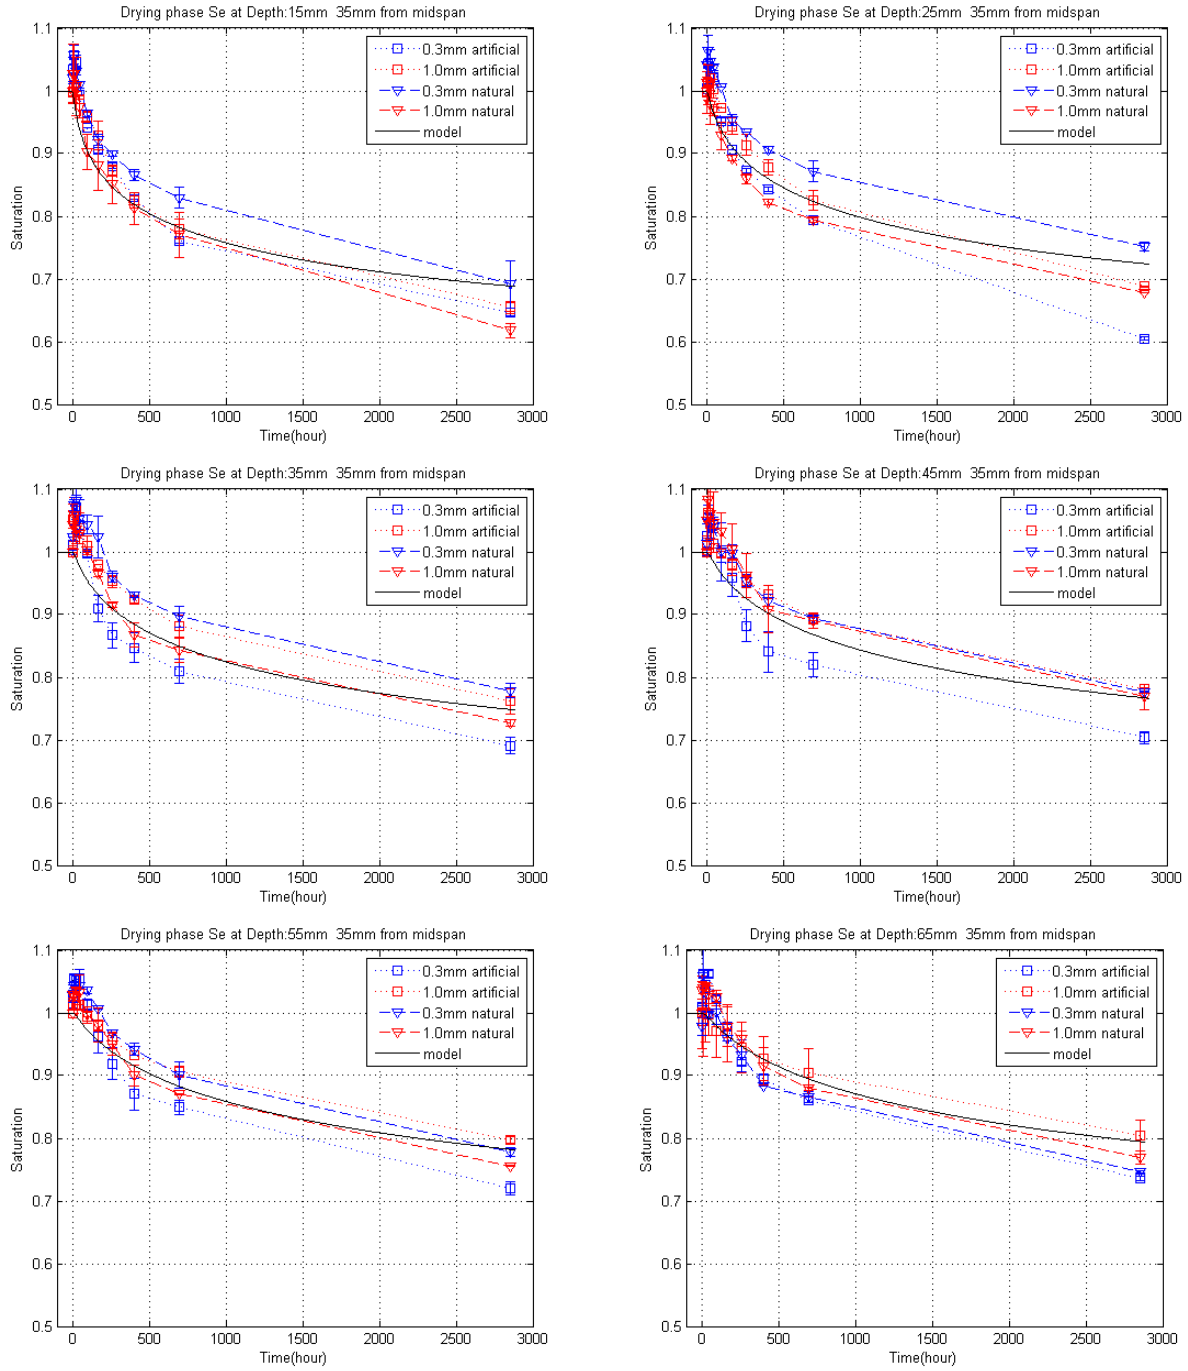 Drying phase Se at Depth:15mm 35mm from midspan
1.1
1
0.9
0.8
0.7
0.6
0.5
Saturation
0 500 1000 1500 2000 2500 3000
Time(hour)
0.3mm artificial
1.0mm artificial
0.3mm natural
1.0mm natural
model
Drying phase Se at Depth:25mm 35mm from midspan
1.1
1
0.9
0.8
0.7
0.6
0.5
Saturation
0 500 1000 1500 2000 2500 3000
Time(hour)
0.3mm artificial
1.0mm artificial
0.3mm natural
1.0mm natural
model
Drying phase Se at Depth:35mm 35mm from midspan
1.1
1
0.9
0.8
0.7
0.6
0.5
Saturation
0 500 1000 1500 2000 2500 3000
Time(hour)
0.3mm artificial
1.0mm artificial
0.3mm natural
1.0mm natural
model
Drying phase Se at Depth:45mm 35mm from midspan
1.1
1
0.9
0.8
0.7
0.6
0.5
Saturation
0 500 1000 1500 2000 2500 3000
Time(hour)
0.3mm artificial
1.0mm artificial
0.3mm natural
1.0mm natural
model
Drying phase Se at Depth:55mm 35mm from midspan
1.1
1
0.9
0.8
0.7
0.6
0.5
Saturation
0 500 1000 1500 2000 2500 3000
Time(hour)
0.3mm artificial
1.0mm artificial
0.3mm natural
1.0mm natural
model
Drying phase Se at Depth:65mm 35mm from midspan
1.1
1
0.9
0.8
0.7
0.6
0.5
Saturation
0 500 1000 1500 2000 2500 3000
Time(hour)
0.3mm artificial
1.0mm artificial
0.3mm natural
1.0mm natural
model